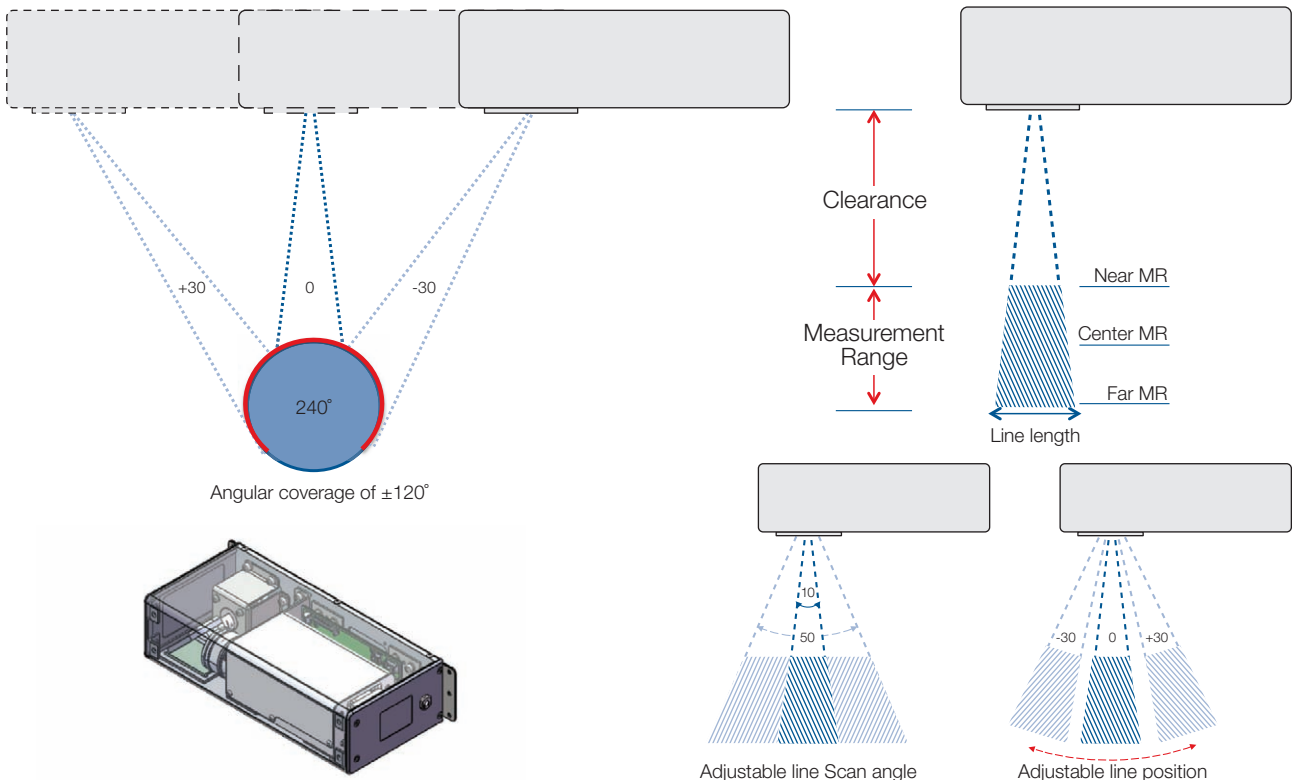 +30
0
-30
240°
Angular coverage of ±120°
Clearance
Measurement
Range
Near MR
Center MR
Far MR
Line length
10
50
Adjustable line Scan angle
-30
0
+30
Adjustable line position